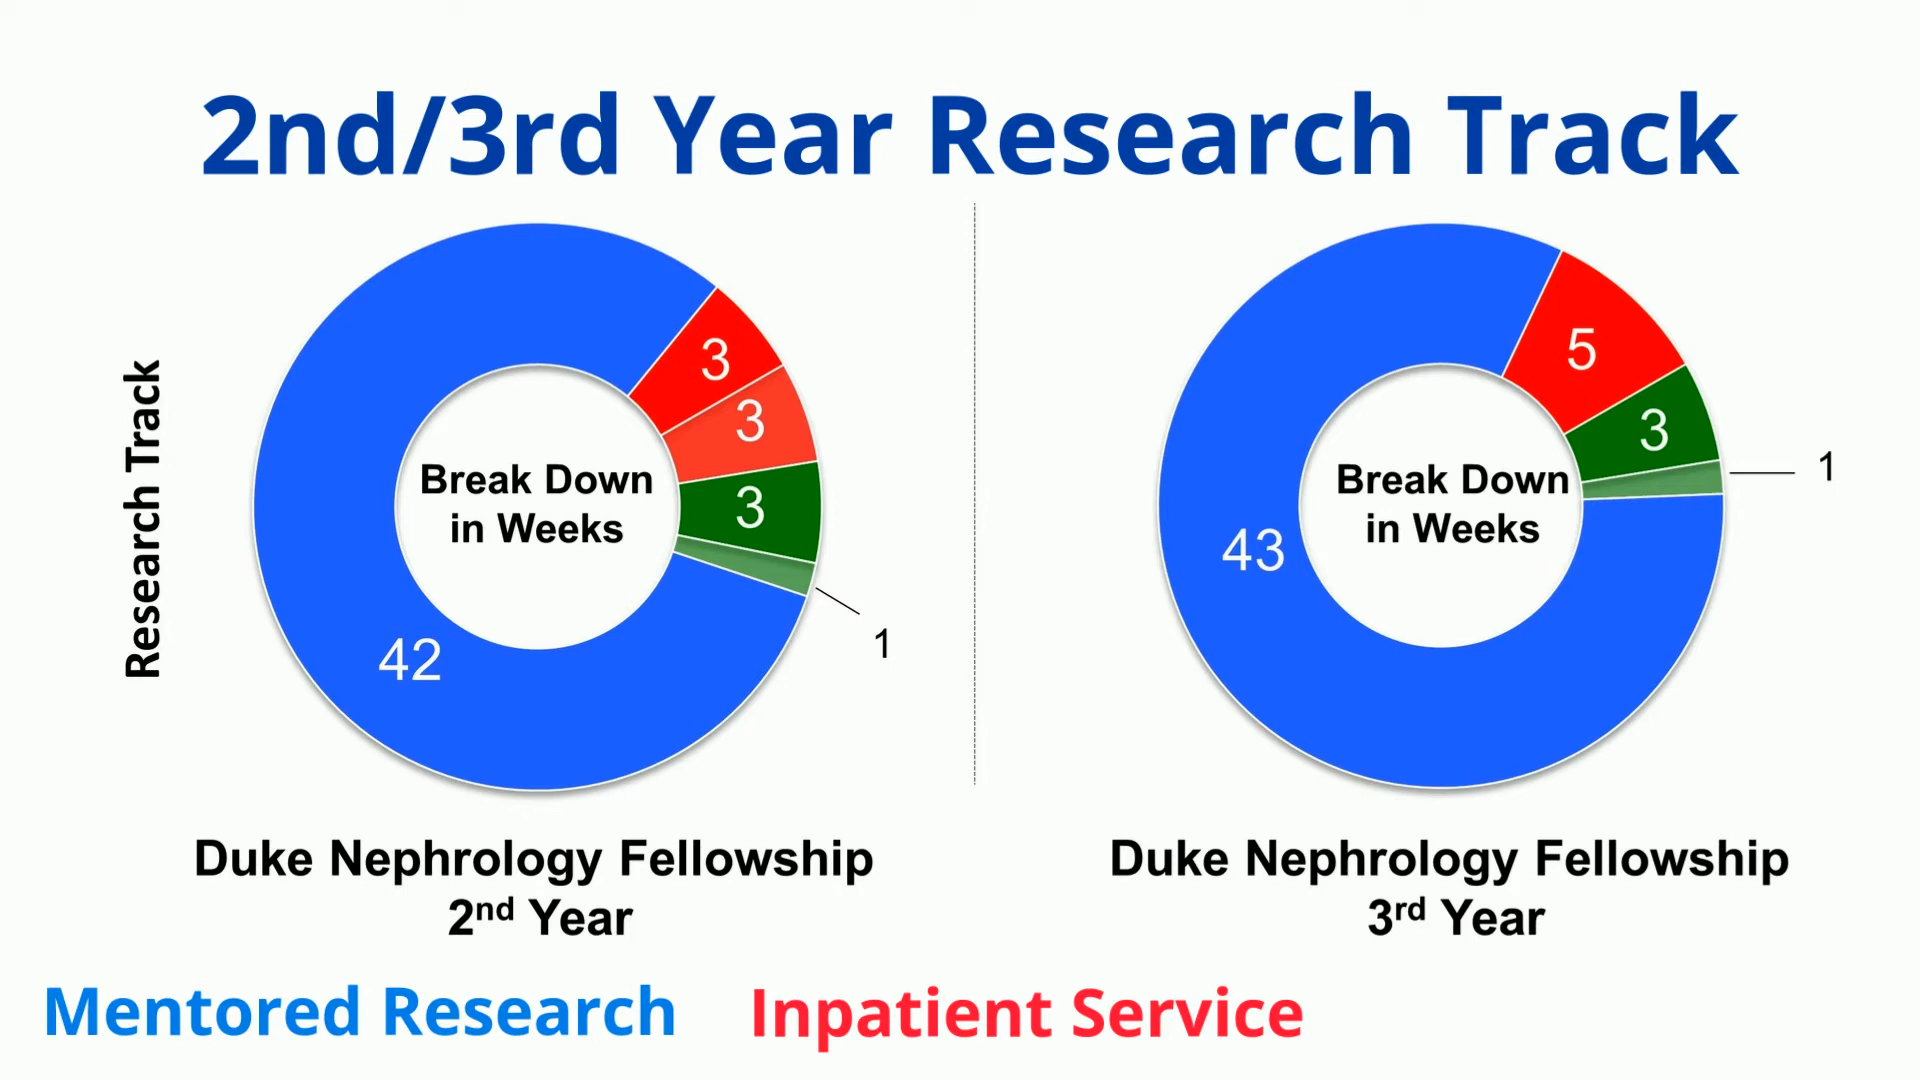 2nd/3rd Year Research Track
Research Track
3
3
3
1
42
Break Down
in Weeks
Duke Nephrology Fellowship
2nd Year
5
3
1
43
Break Down
in Weeks
Duke Nephrology Fellowship
3rd Year
Mentored Research
Inpatient Service